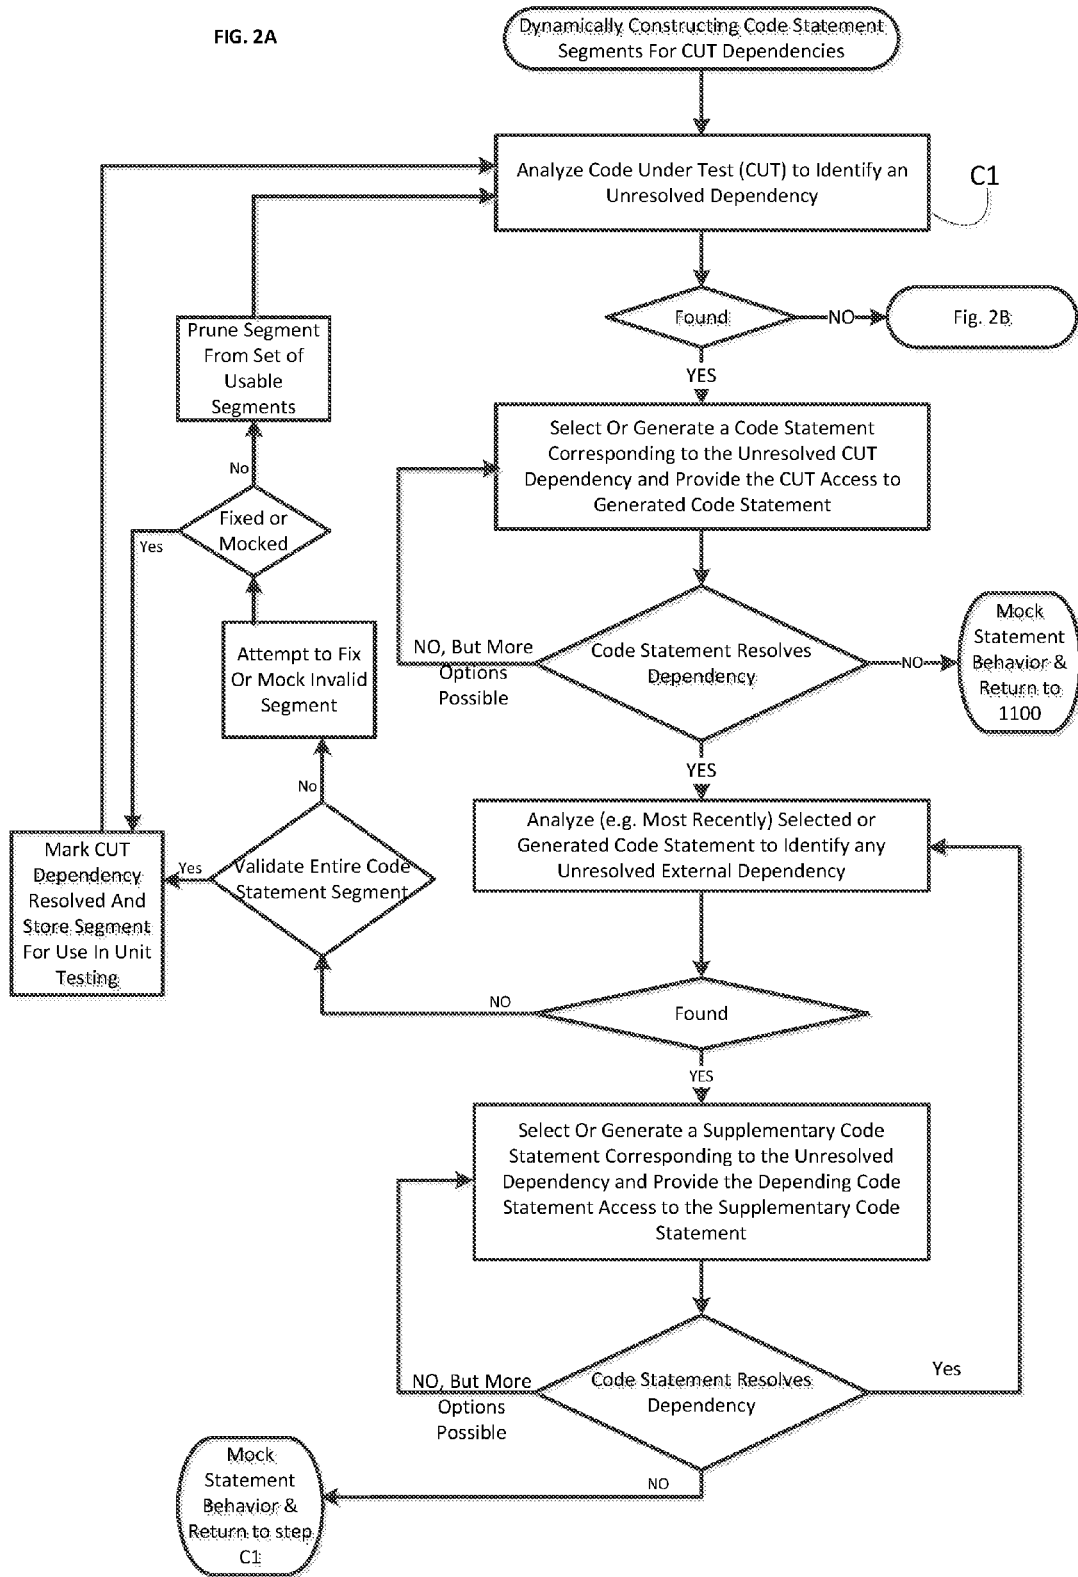 FIG. 2A
Dynamically Constructing Code Statement
Segments For CUT Dependencies
Analyze Code Under Test (CUT) to Identify an
Unresolved Dependency
C1
Found
NO
Fig. 2B
YES
Prune Segment
From Set of
Usable
Segments
No
Fixed or
Mocked
Yes
Select Or Generate a Code Statement
Corresponding to the Unresolved CUT
Dependency and Provide the CUT Access to
Generated Code Statement
Attempt to Fix
Or Mock Invalid
Segment
NO, But More
Options
Possible
Code Statement Resolves
Dependency
NO
Mock
Statement
Behavior &
Return to
1100
YES
No
Analyze (e.g. Most Recently) Selected or
Generated Code Statement to Identify any
Unresolved External Dependency
Mark CUT
Dependency
Resolved And
Store Segment
For Use In Unit
Testing
Yes
Validate Entire Code
Statement Segment
NO
Found
YES
Select Or Generate a Supplementary Code
Statement Corresponding to the Unresolved
Dependency and Provide the Depending Code
Statement Access to the Supplementary Code
Statement
NO, But More
Options
Possible
Code Statement Resolves
Dependency
Yes
NO
Mock
Statement
Behavior &
Return to step
C1